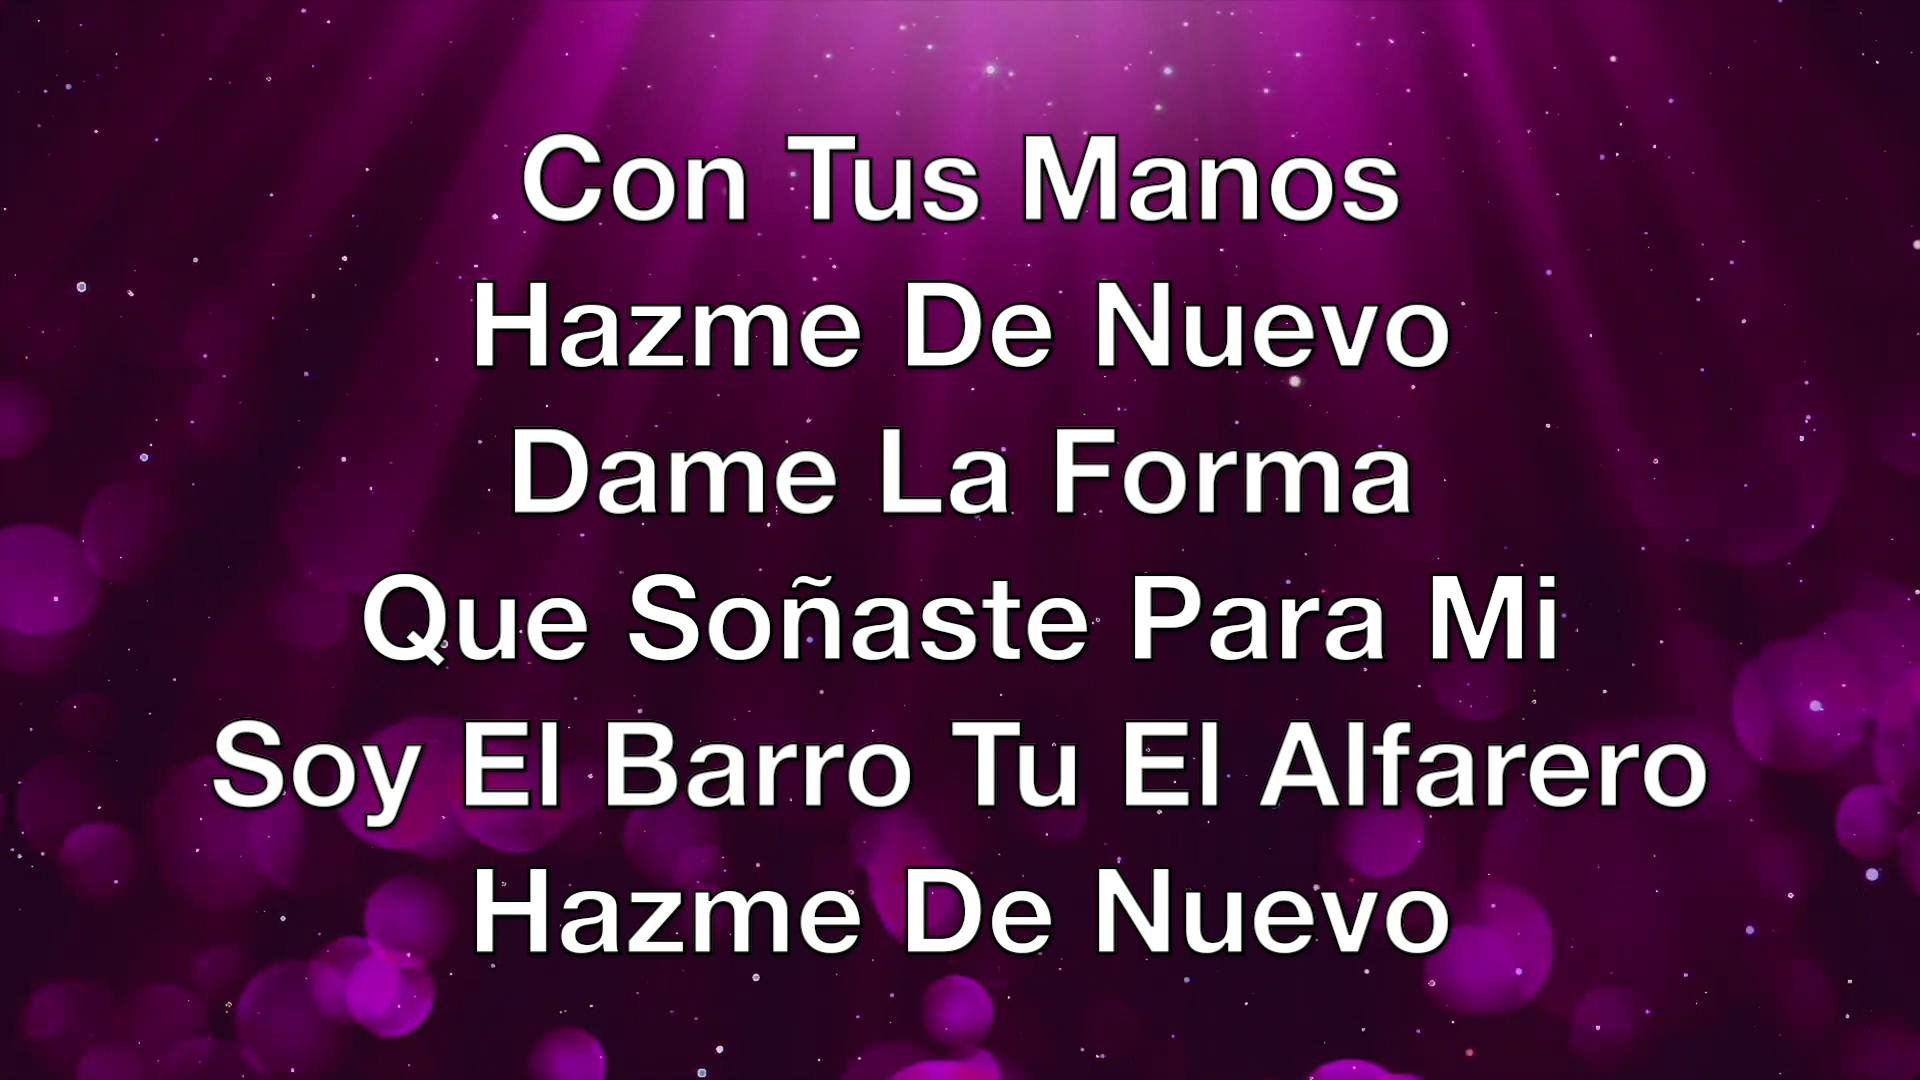 Con Tus Manos
Hazme De Nuevo
Dame La Forma
Que Soñaste Para Mi
Soy El Barro Tu El Alfarero
Hazme De Nuevo